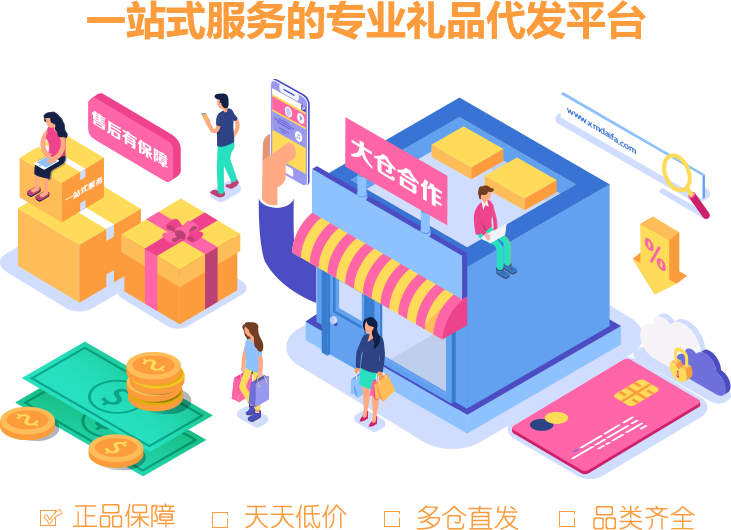 一站式服务的专业礼品代发平台
售后有保障
大仓合作
www.xmdaifa.com
一站式服务
%
正品保障
天天低价
多仓直发
品类齐全